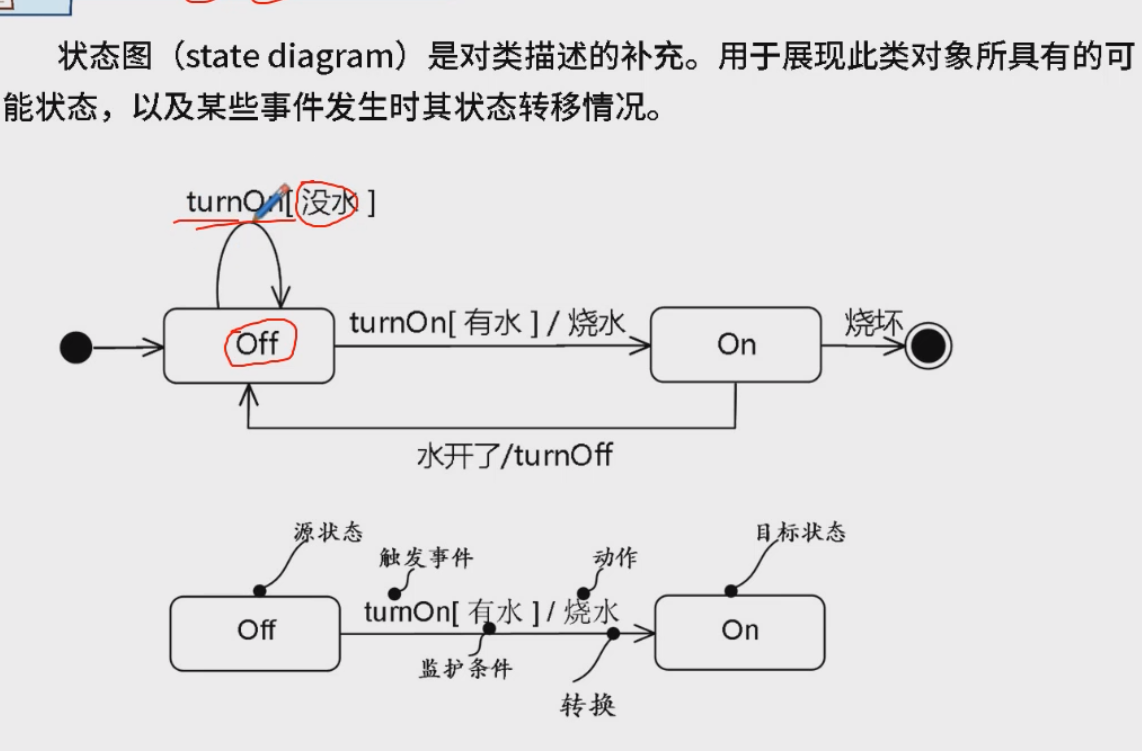 状态图（state diagram）是对类描述的补充。用于展现此类对象所具有的可
能状态，以及某些事件发生时其状态转移情况。
turnOn[没水]
Off
turnOn[有水]/烧水
On
烧坏
水开了/turnOff
源状态
触发事件
动作
目标状态
Off
turnOn[有水]/烧水
On
监护条件
转换